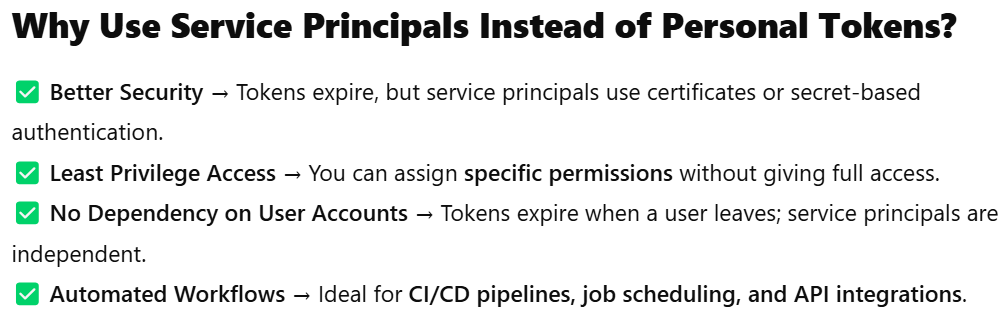 Why Use Service Principals Instead of Personal Tokens?
✅ Better Security → Tokens expire, but service principals use certificates or secret-based
authentication.
✅ Least Privilege Access → You can assign specific permissions without giving full access.
✅ No Dependency on User Accounts → Tokens expire when a user leaves; service principals are
independent.
✅ Automated Workflows → Ideal for CI/CD pipelines, job scheduling, and API integrations.